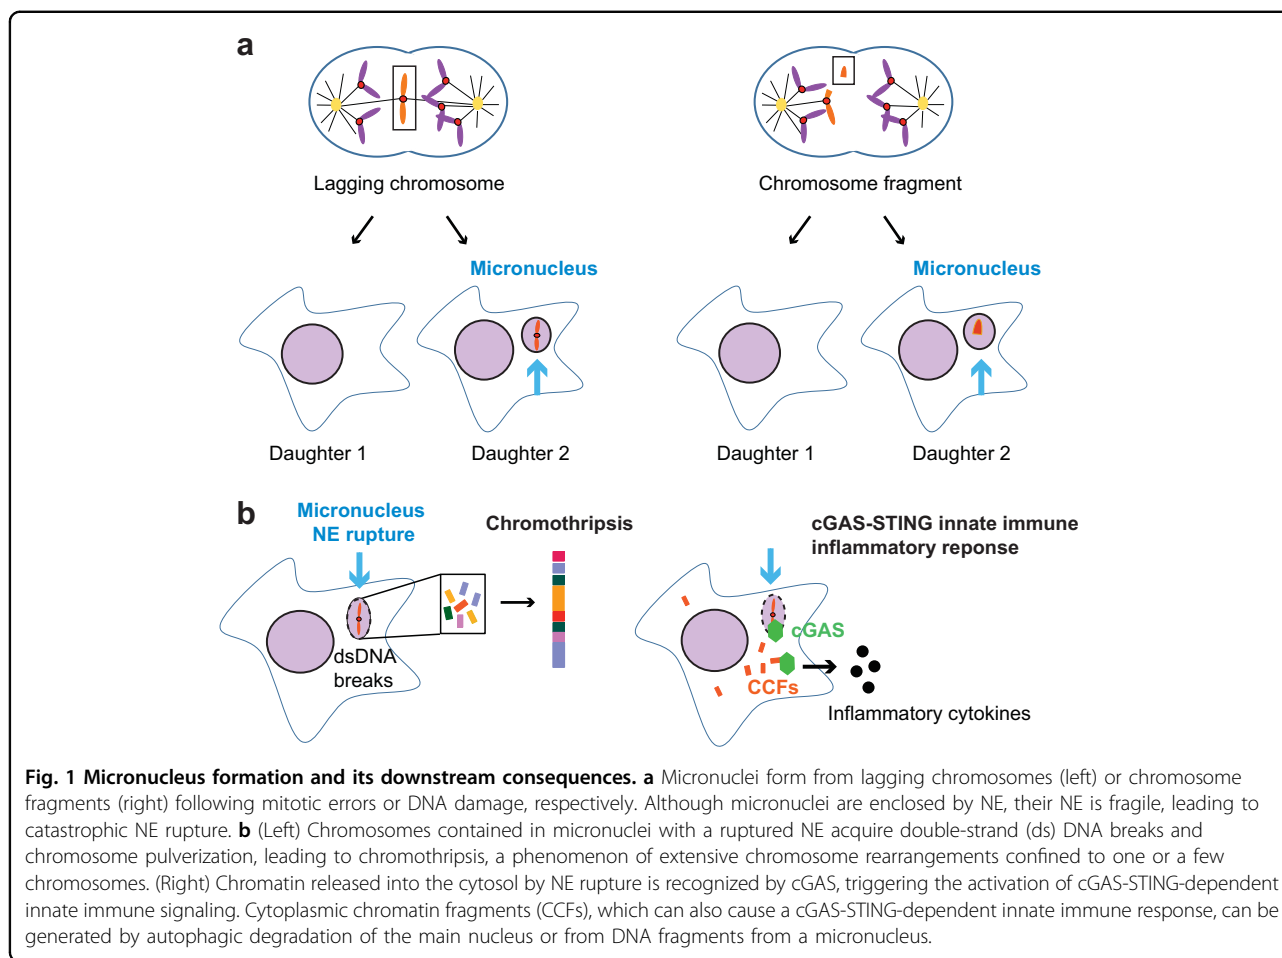 a
Lagging chromosome
Chromosome fragment
Micronucleus
Micronucleus
Daughter 1
Daughter 2
Daughter 1
Daughter 2
b
Micronucleus
NE rupture
Chromothripsis
cGAS-STING innate immune
inflammatory reponse
dsDNA
breaks
cGAS
CCFs
Inflammatory cytokines
Fig. 1 Micronucleus formation and its downstream consequences. a Micronuclei form from lagging chromosomes (left) or chromosome
fragments (right) following mitotic errors or DNA damage, respectively. Although micronuclei are enclosed by NE, their NE is fragile, leading to
catastrophic NE rupture. b (Left) Chromosomes contained in micronuclei with a ruptured NE acquire double-strand (ds) DNA breaks and
chromosome pulverization, leading to chromothripsis, a phenomenon of extensive chromosome rearrangements confined to one or a few
chromosomes. (Right) Chromatin released into the cytosol by NE rupture is recognized by cGAS, triggering the activation of cGAS-STING-dependent
innate immune signaling. Cytoplasmic chromatin fragments (CCFs), which can also cause a cGAS-STING-dependent innate immune response, can be
generated by autophagic degradation of the main nucleus or from DNA fragments from a micronucleus.